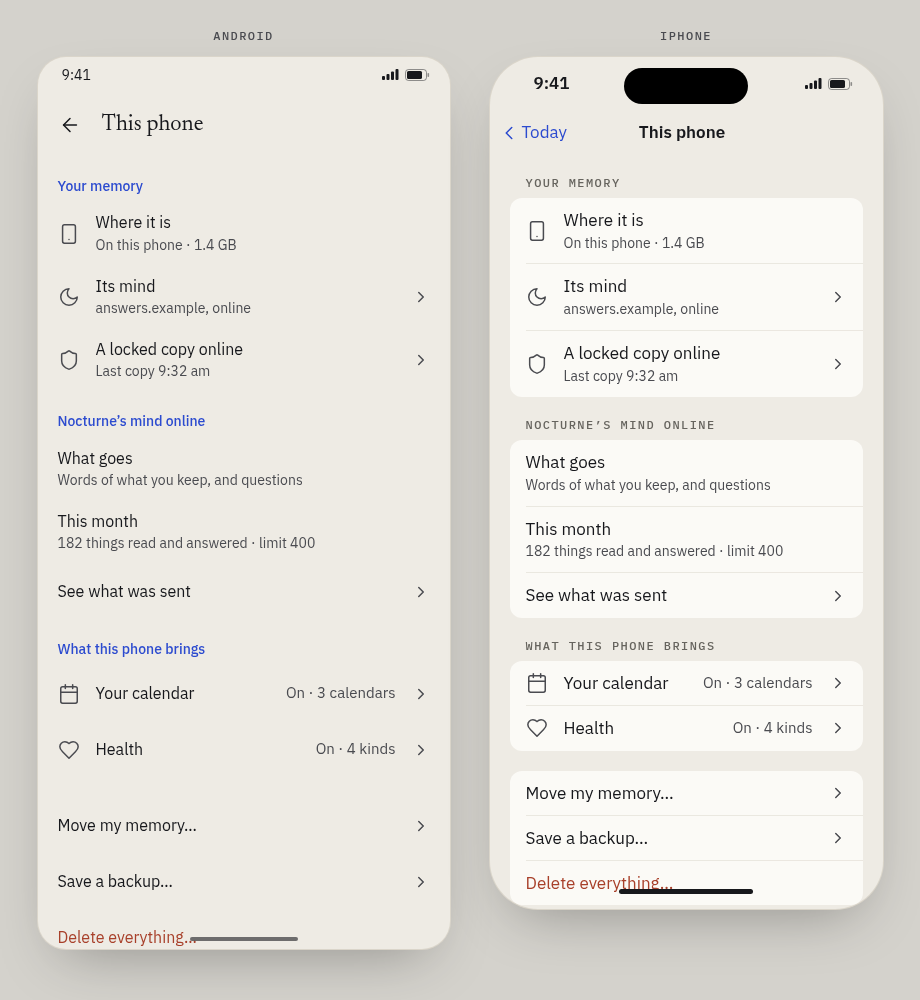 ANDROID
9:41
This phone
Your memory
Where it is
On this phone · 1.4 GB
Its mind
answers.example, online
A locked copy online
Last copy 9:32 am
Nocturne’s mind online
What goes
Words of what you keep, and questions
This month
182 things read and answered · limit 400
See what was sent
What this phone brings
Your calendar
On · 3 calendars
Health
On · 4 kinds
Move my memory…
Save a backup…
Delete everything…
IPHONE
9:41
Today
This phone
YOUR MEMORY
Where it is
On this phone · 1.4 GB
Its mind
answers.example, online
A locked copy online
Last copy 9:32 am
NOCTURNE’S MIND ONLINE
What goes
Words of what you keep, and questions
This month
182 things read and answered · limit 400
See what was sent
WHAT THIS PHONE BRINGS
Your calendar
On · 3 calendars
Health
On · 4 kinds
Move my memory…
Save a backup…
Delete everything…